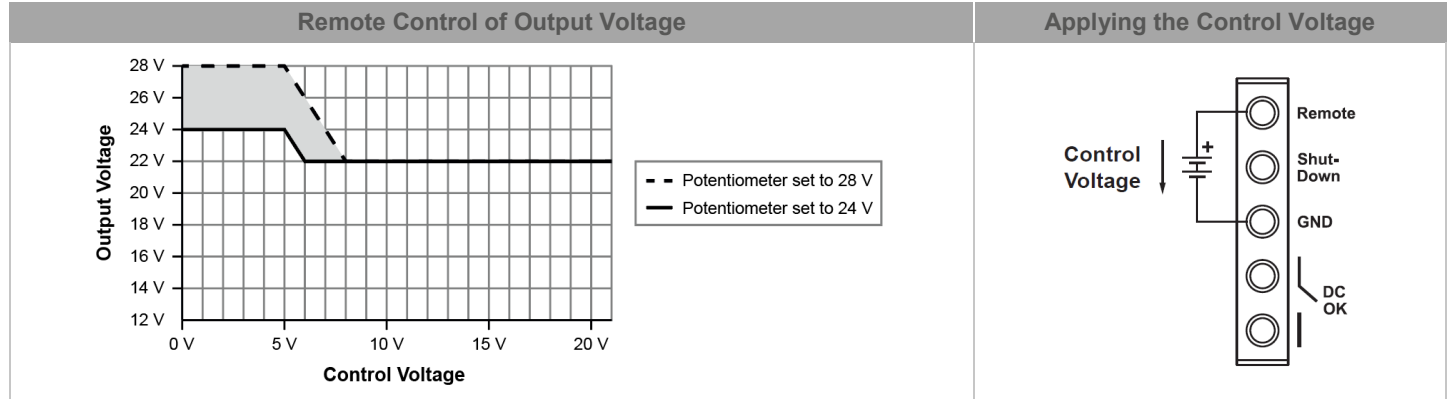 Remote Control of Output Voltage
Applying the Control Voltage
28 V
26 V
24 V
22 V
20 V
18 V
16 V
14 V
12 V
Output Voltage
0 V
5 V
10 V
15 V
20 V
Control Voltage
Potentiometer set to 28 V
Potentiometer set to 24 V
Control
Voltage
+
Remote
Shut-
Down
GND
DC
OK